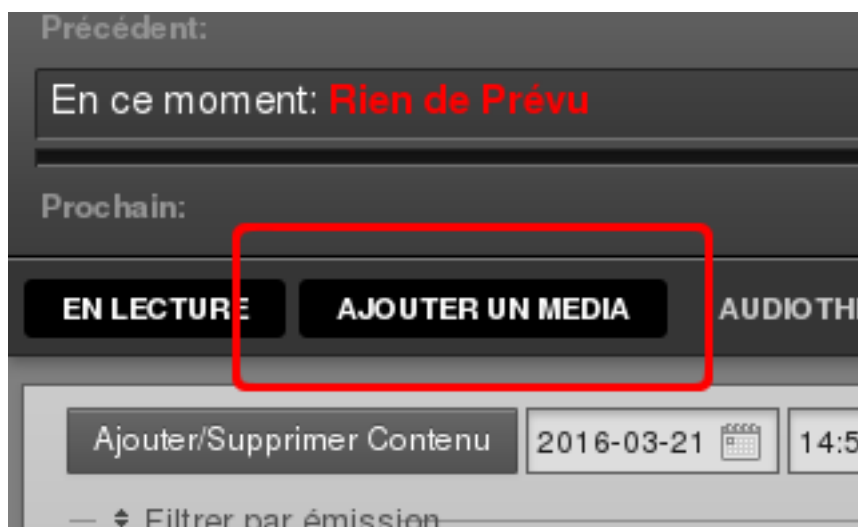 Précédent:
En ce moment: Rien de Prévu
Prochain:
EN LECTURE AJOUTER UN MEDIA
Ajouter/Supprimer Contenu 2016-03-21
Filtrer par émission